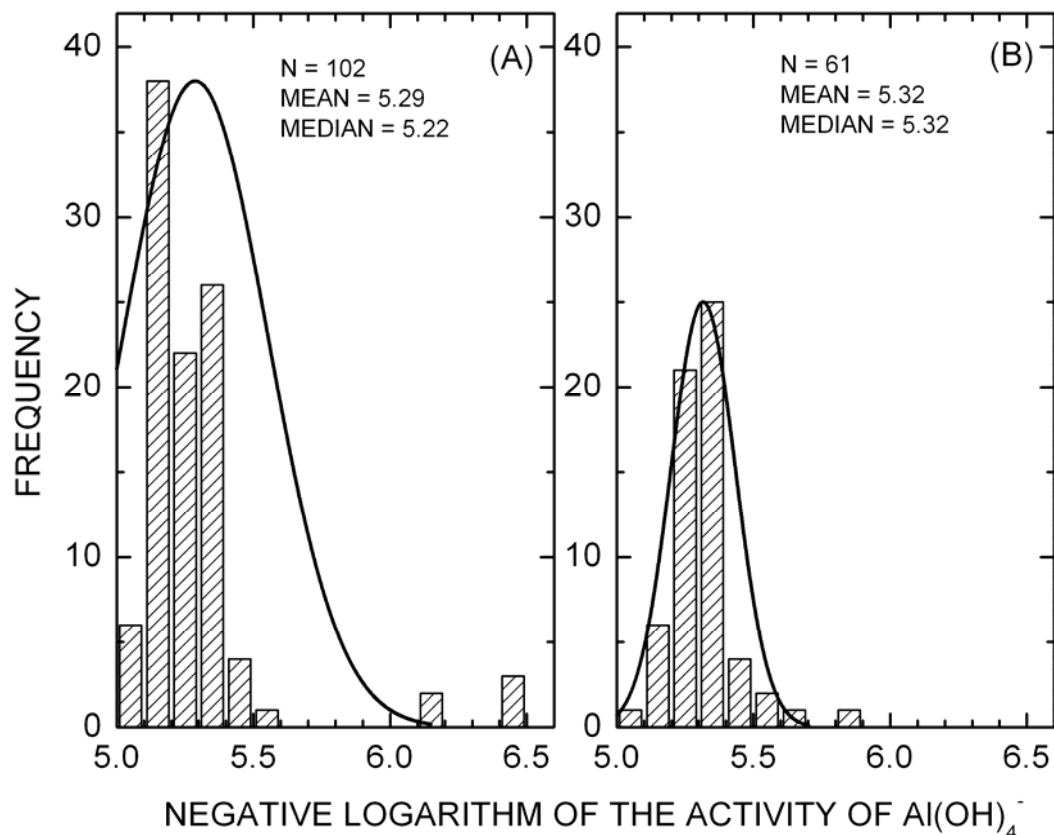 (A)
N = 102
MEAN = 5.29
MEDIAN = 5.22
(B)
N = 61
MEAN = 5.32
MEDIAN = 5.32
FREQUENCY
40
30
20
10
0
40
30
20
10
0
5.0 5.5 6.0 6.5
5.0 5.5 6.0 6.5
NEGATIVE LOGARITHM OF THE ACTIVITY OF Al(OH)₄⁻